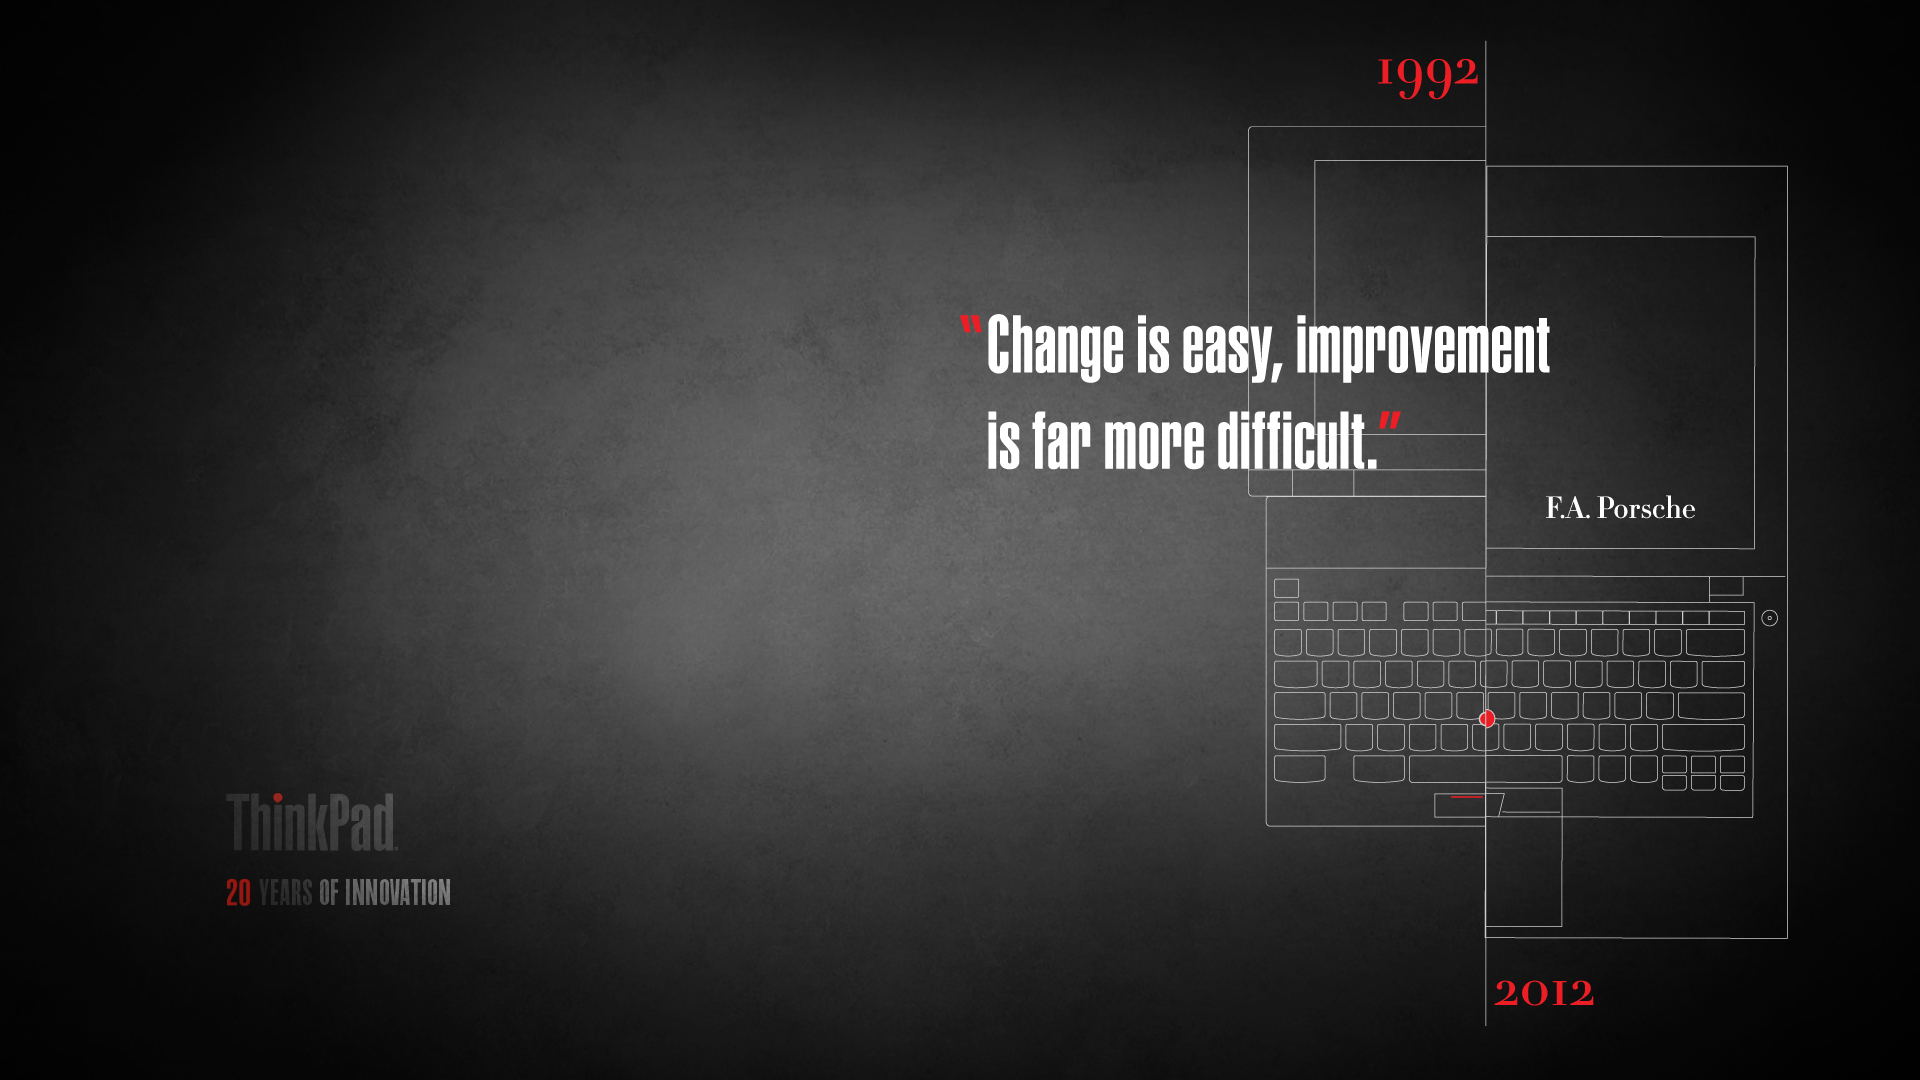 1992
“Change is easy, improvement
is far more difficult.”
F.A. Porsche
ThinkPad.
20 YEARS OF INNOVATION
2012